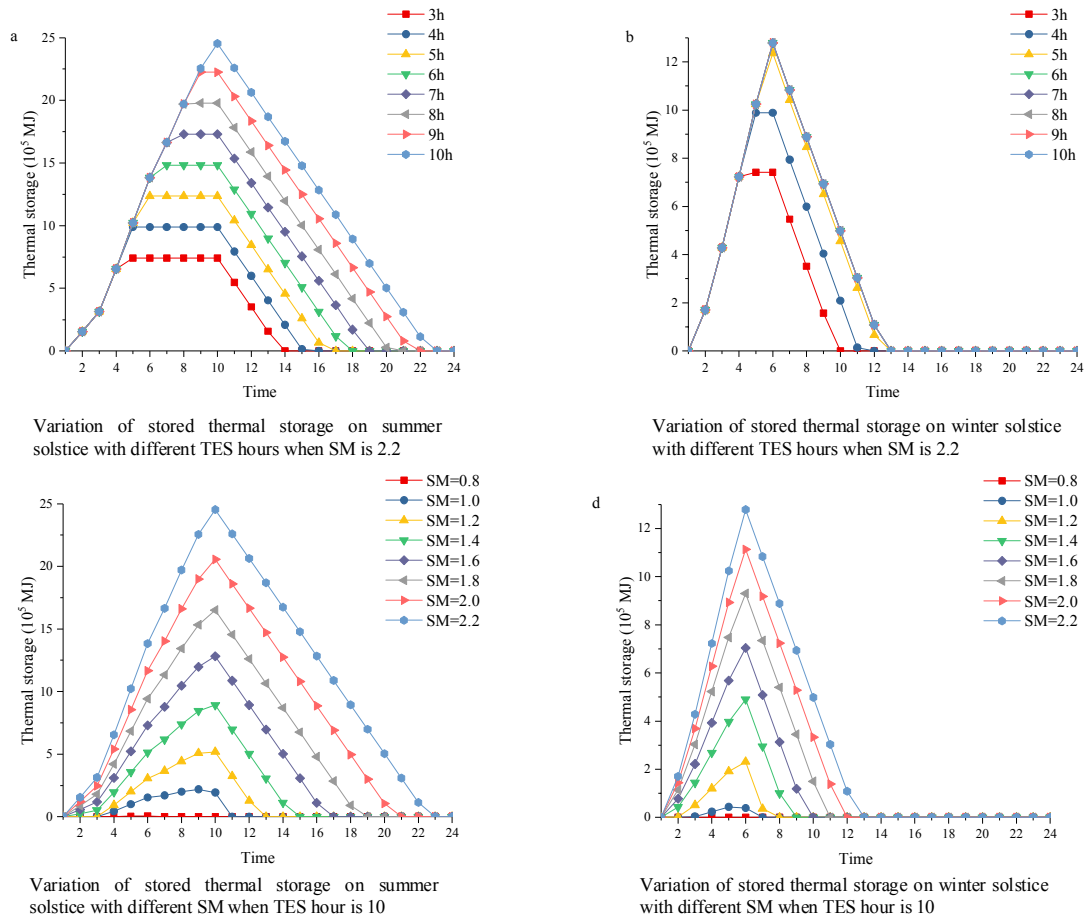 a
Thermal storage (10⁵ MJ)
25
20
15
10
5
0
2 4 6 8 10 12 14 16 18 20 22 24
Time
3h
4h
5h
6h
7h
8h
9h
10h
Variation of stored thermal storage on summer
solstice with different TES hours when SM is 2.2
b
Thermal storage (10⁵ MJ)
12
10
8
6
4
2
0
2 4 6 8 10 12 14 16 18 20 22 24
Time
3h
4h
5h
6h
7h
8h
9h
10h
Variation of stored thermal storage on winter solstice
with different TES hours when SM is 2.2
Thermal storage (10⁵ MJ)
25
20
15
10
5
0
2 4 6 8 10 12 14 16 18 20 22 24
Time
SM=0.8
SM=1.0
SM=1.2
SM=1.4
SM=1.6
SM=1.8
SM=2.0
SM=2.2
Variation of stored thermal storage on summer
solstice with different SM when TES hour is 10
d
Thermal storage (10⁵ MJ)
12
10
8
6
4
2
0
2 4 6 8 10 12 14 16 18 20 22 24
Time
SM=0.8
SM=1.0
SM=1.2
SM=1.4
SM=1.6
SM=1.8
SM=2.0
SM=2.2
Variation of stored thermal storage on winter solstice
with different SM when TES hour is 10